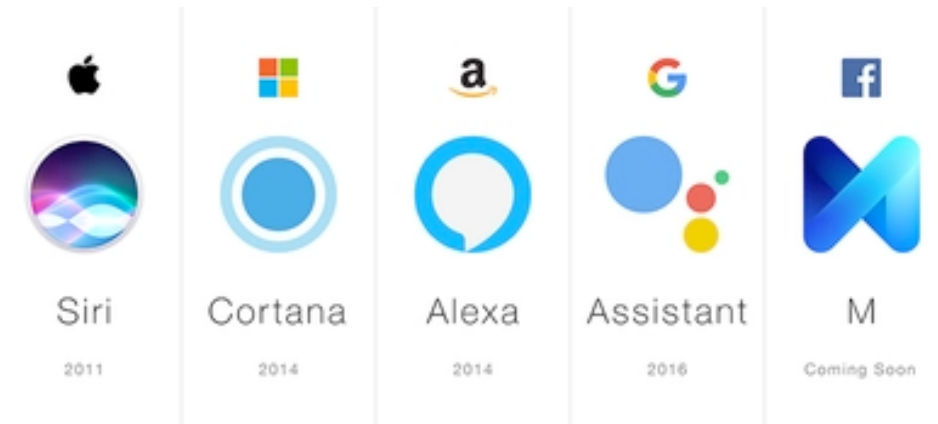 Siri
2011
Cortana
2014
Alexa
2014
Assistant
2016
M
Coming Soon